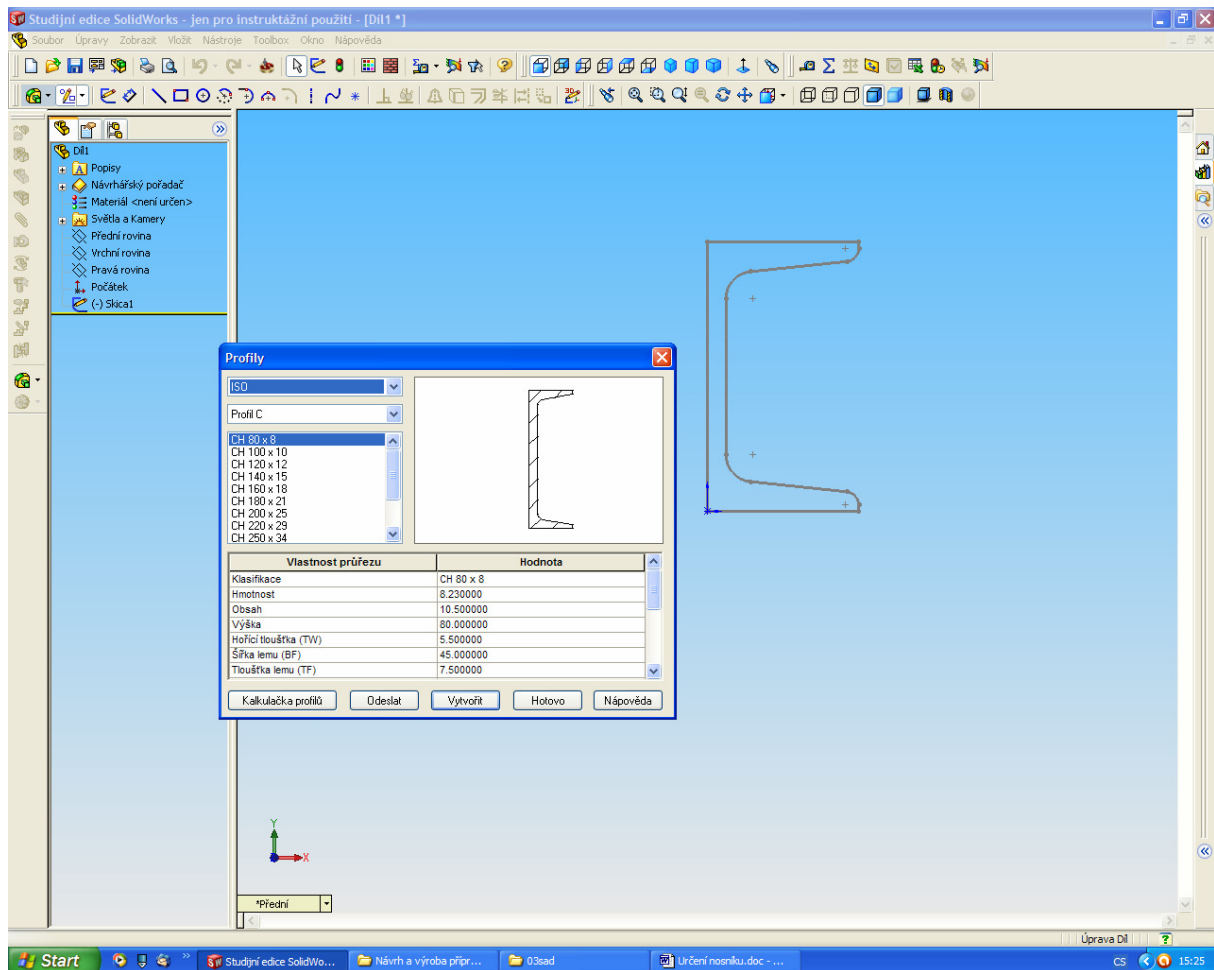 Studijní edice SolidWorks - jen pro instruktážní použití - [Díl1 *]
Soubor Úpravy Zobrazit Vložit Nástroje Toolbox Okno Nápověda
Díl1
Popisy
Návrhářský pořadač
Materiál <není určen>
Světla a Kamery
Přední rovina
Vrchní rovina
Pravá rovina
Počátek
(-) Skica1
Profily
ISO
Profil C
CH 80 x 8
CH 100 x 10
CH 120 x 12
CH 140 x 15
CH 160 x 18
CH 180 x 21
CH 200 x 25
CH 220 x 29
CH 250 x 34
Vlastnost průřezu Hodnota
Klasifikace CH 80 x 8
Hmotnost 8.230000
Obsah 10.500000
Výška 80.000000
Hořící tloušťka (TW) 5.500000
Šířka lemu (BF) 45.000000
Tloušťka lemu (TF) 7.500000
Kalkulačka profilů Odeslat Vytvořit Hotovo Nápověda
Y
X
*Přední
Úprava Díl
Start Studijní edice SolidWo... Návrh a výroba přípr... 03sad Určení nosníku.doc - ... CS 15:25